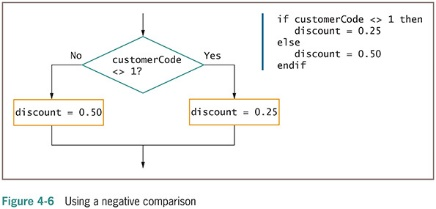 No
customerCode
<> 1?
Yes
discount = 0.50
discount = 0.25
if customerCode <> 1 then
discount = 0.25
else
discount = 0.50
endif
Figure 4-6 Using a negative comparison